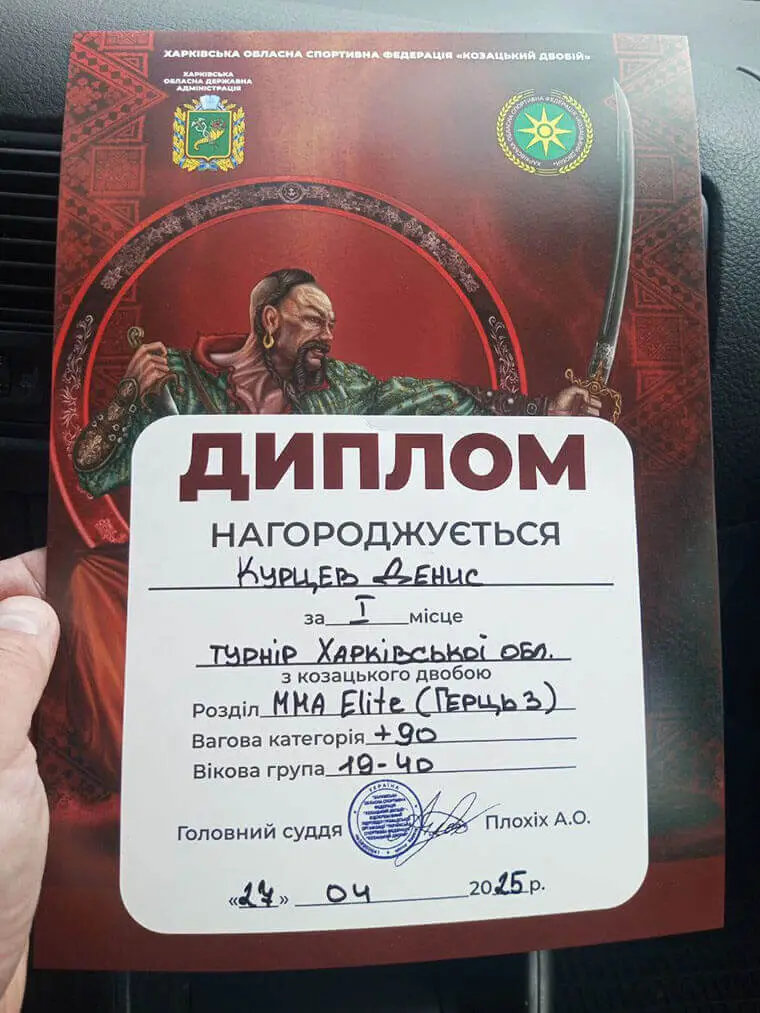 ХАРКІВСЬКА ОБЛАСНА СПОРТИВНА ФЕДЕРАЦІЯ «КОЗАЦЬКИЙ ДВОБІЙ»
ХАРКІВСЬКА
ОБЛАСНА ДЕРЖАВНА
АДМІНІСТРАЦІЯ
ДИПЛОМ
НАГОРОДЖУЄТЬСЯ
Курцев Денис
за I місце
Турнір Харківської обл.
з козацького двобою
Розділ MMA Elite (Герць 3)
Вагова категорія +90
Вікова група 19-40
УКРАЇНА
Головний суддя Плохіх А.О.
«27» 04 2025 р.